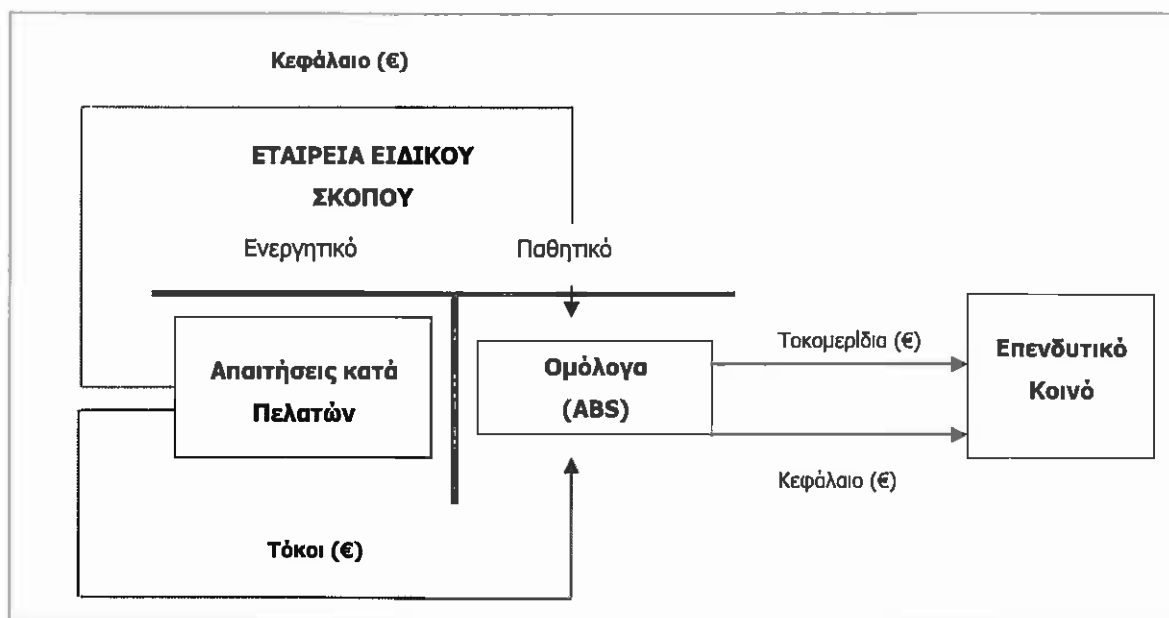 Κεφάλαιο (€)
ΕΤΑΙΡΕΙΑ ΕΙΔΙΚΟΥ
ΣΚΟΠΟΥ
Ενεργητικό
Παθητικό
Απαιτήσεις κατά
Πελατών
Ομόλογα
(ABS)
Τοκομερίδια (€)
Επενδυτικό
Κοινό
Κεφάλαιο (€)
Τόκοι (€)